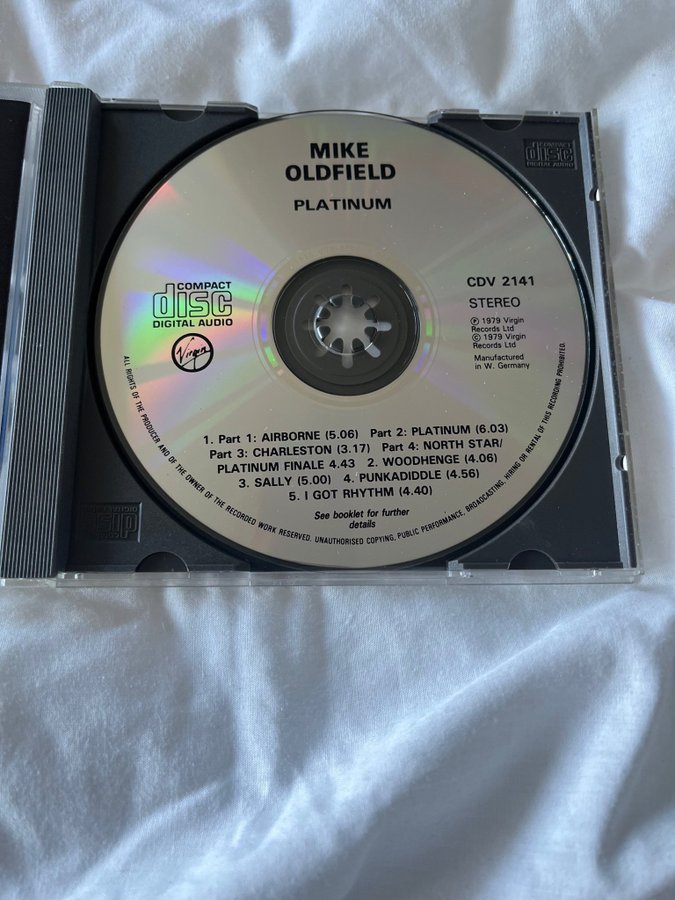 MIKE
OLDFIELD
PLATINUM
COMPACT
disc
DIGITAL AUDIO
COMPACT
disc
DIGITAL AUDIO
Virgin
CDV 2141
STEREO
Ⓟ 1979 Virgin
Records Ltd
© 1979 Virgin
Records Ltd
Manufactured
in W. Germany
1. Part 1: AIRBORNE (5.06) Part 2: PLATINUM (6.03)
Part 3: CHARLESTON (3.17) Part 4: NORTH STAR/
PLATINUM FINALE 4.43 2. WOODHENGE (4.06)
3. SALLY (5.00) 4. PUNKADIDDLE (4.56)
5. I GOT RHYTHM (4.40)
See booklet for further
details
ALL RIGHTS OF THE PRODUCER AND OF THE OWNER OF THE RECORDED WORK RESERVED. UNAUTHORISED COPYING, PUBLIC PERFORMANCE, BROADCASTING, HIRING OR RENTAL OF THIS RECORDING PROHIBITED.